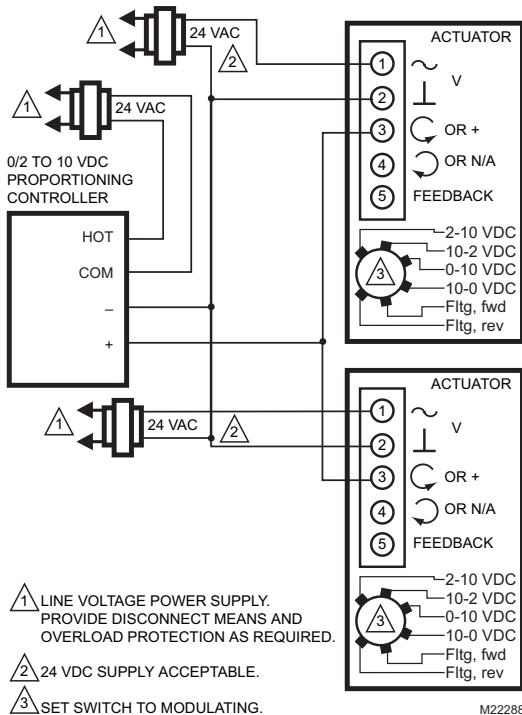 1
24 VAC
2
1
24 VAC
0/2 TO 10 VDC
PROPORTIONING
CONTROLLER
HOT
COM
–
+
ACTUATOR
1
V
2
3 OR +
4 OR N/A
5 FEEDBACK
3
2-10 VDC
10-2 VDC
0-10 VDC
10-0 VDC
Fltg, fwd
Fltg, rev
1
24 VAC
2
ACTUATOR
1
V
2
3 OR +
4 OR N/A
5 FEEDBACK
3
2-10 VDC
10-2 VDC
0-10 VDC
10-0 VDC
Fltg, fwd
Fltg, rev
1 LINE VOLTAGE POWER SUPPLY.
PROVIDE DISCONNECT MEANS AND
OVERLOAD PROTECTION AS REQUIRED.
2 24 VDC SUPPLY ACCEPTABLE.
3 SET SWITCH TO MODULATING.
M22288